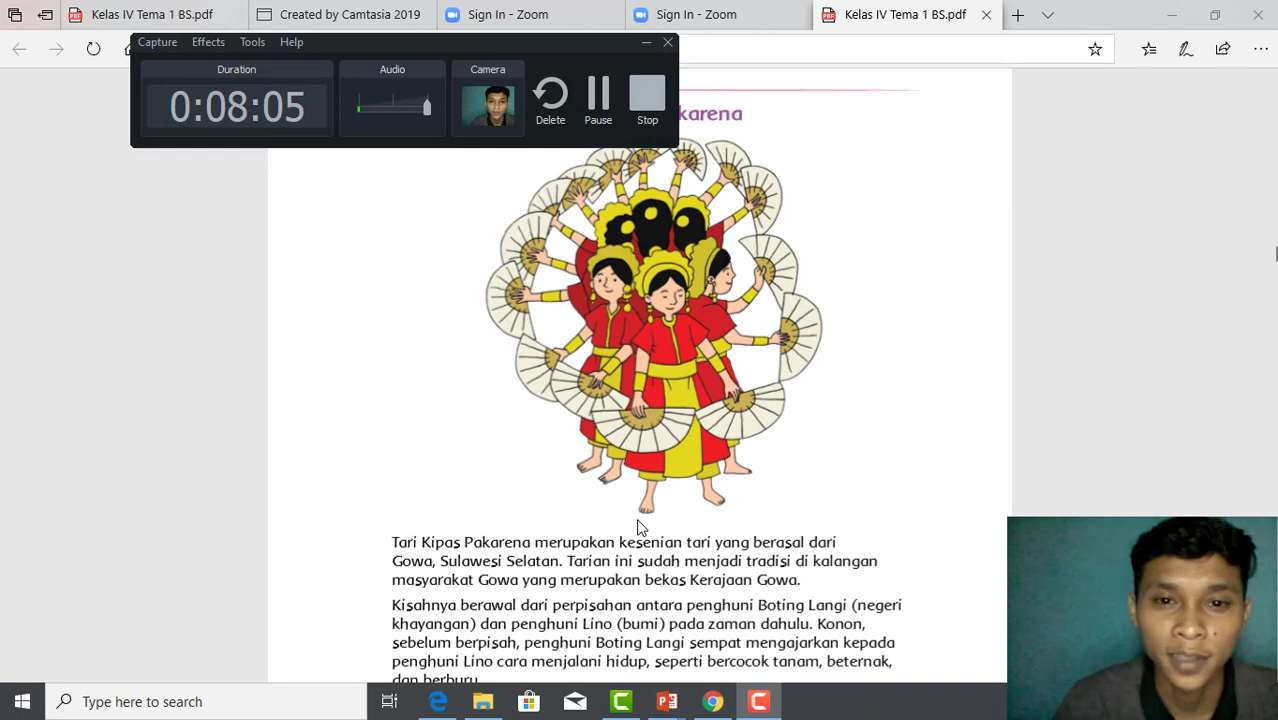 Kelas IV Tema 1 BS.pdf
Created by Camtasia 2019
Sign In - Zoom
Sign In - Zoom
Kelas IV Tema 1 BS.pdf
Capture Effects Tools Help
Duration
Audio
Camera
0:08:05
Delete
Pause
Stop
karena
Tari Kipas Pakarena merupakan kesenian tari yang berasal dari
Gowa, Sulawesi Selatan. Tarian ini sudah menjadi tradisi di kalangan
masyarakat Gowa yang merupakan bekas Kerajaan Gowa.
Kisahnya berawal dari perpisahan antara penghuni Boting Langi (negeri
khayangan) dan penghuni Lino (bumi) pada zaman dahulu. Konon,
sebelum berpisah, penghuni Boting Langi sempat mengajarkan kepada
penghuni Lino cara menjalani hidup, seperti bercocok tanam, beternak,
dan berburu.
Type here to search